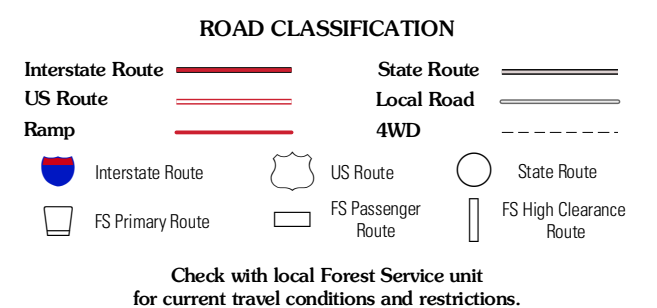 ROAD CLASSIFICATION
Interstate Route
State Route
US Route
Local Road
Ramp
4WD
Interstate Route
US Route
State Route
FS Primary Route
FS Passenger
Route
FS High Clearance
Route
Check with local Forest Service unit
for current travel conditions and restrictions.